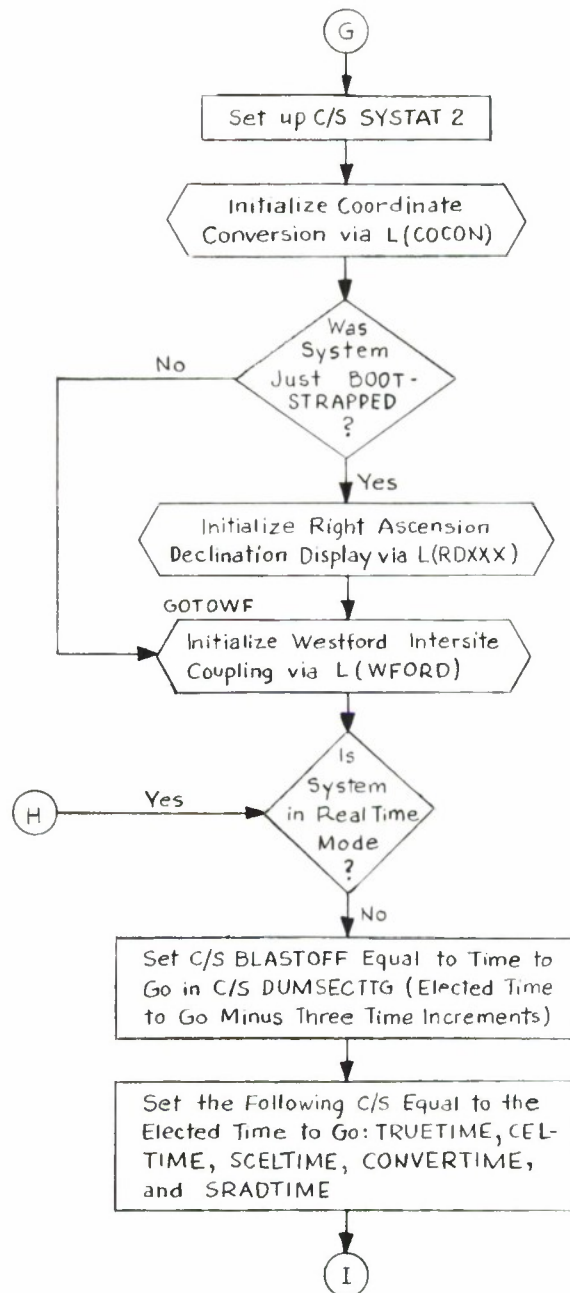 G
Set up C/S SYSTAT 2
Initialize Coordinate
Conversion via L(COCON)
Was
System
Just BOOT-
STRAPPED
?
No
Yes
Initialize Right Ascension
Declination Display via L(RDXXX)
GOTOWF
Initialize Westford Intersite
Coupling via L(WFORD)
Is
System
in Real Time
Mode
?
H
Yes
No
Set C/S BLASTOFF Equal to Time to
Go in C/S DUMSECTTG (Elected Time
to Go Minus Three Time Increments)
Set the Following C/S Equal to the
Elected Time to Go: TRUETIME, CEL-
TIME, SCELTIME, CONVERTIME,
and SRADTIME
I